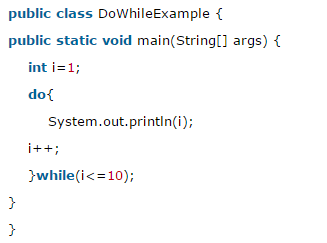 public class DoWhileExample {
public static void main(String[] args) {
int i=1;
do{
System.out.println(i);
i++;
}while(i<=10);
}
}